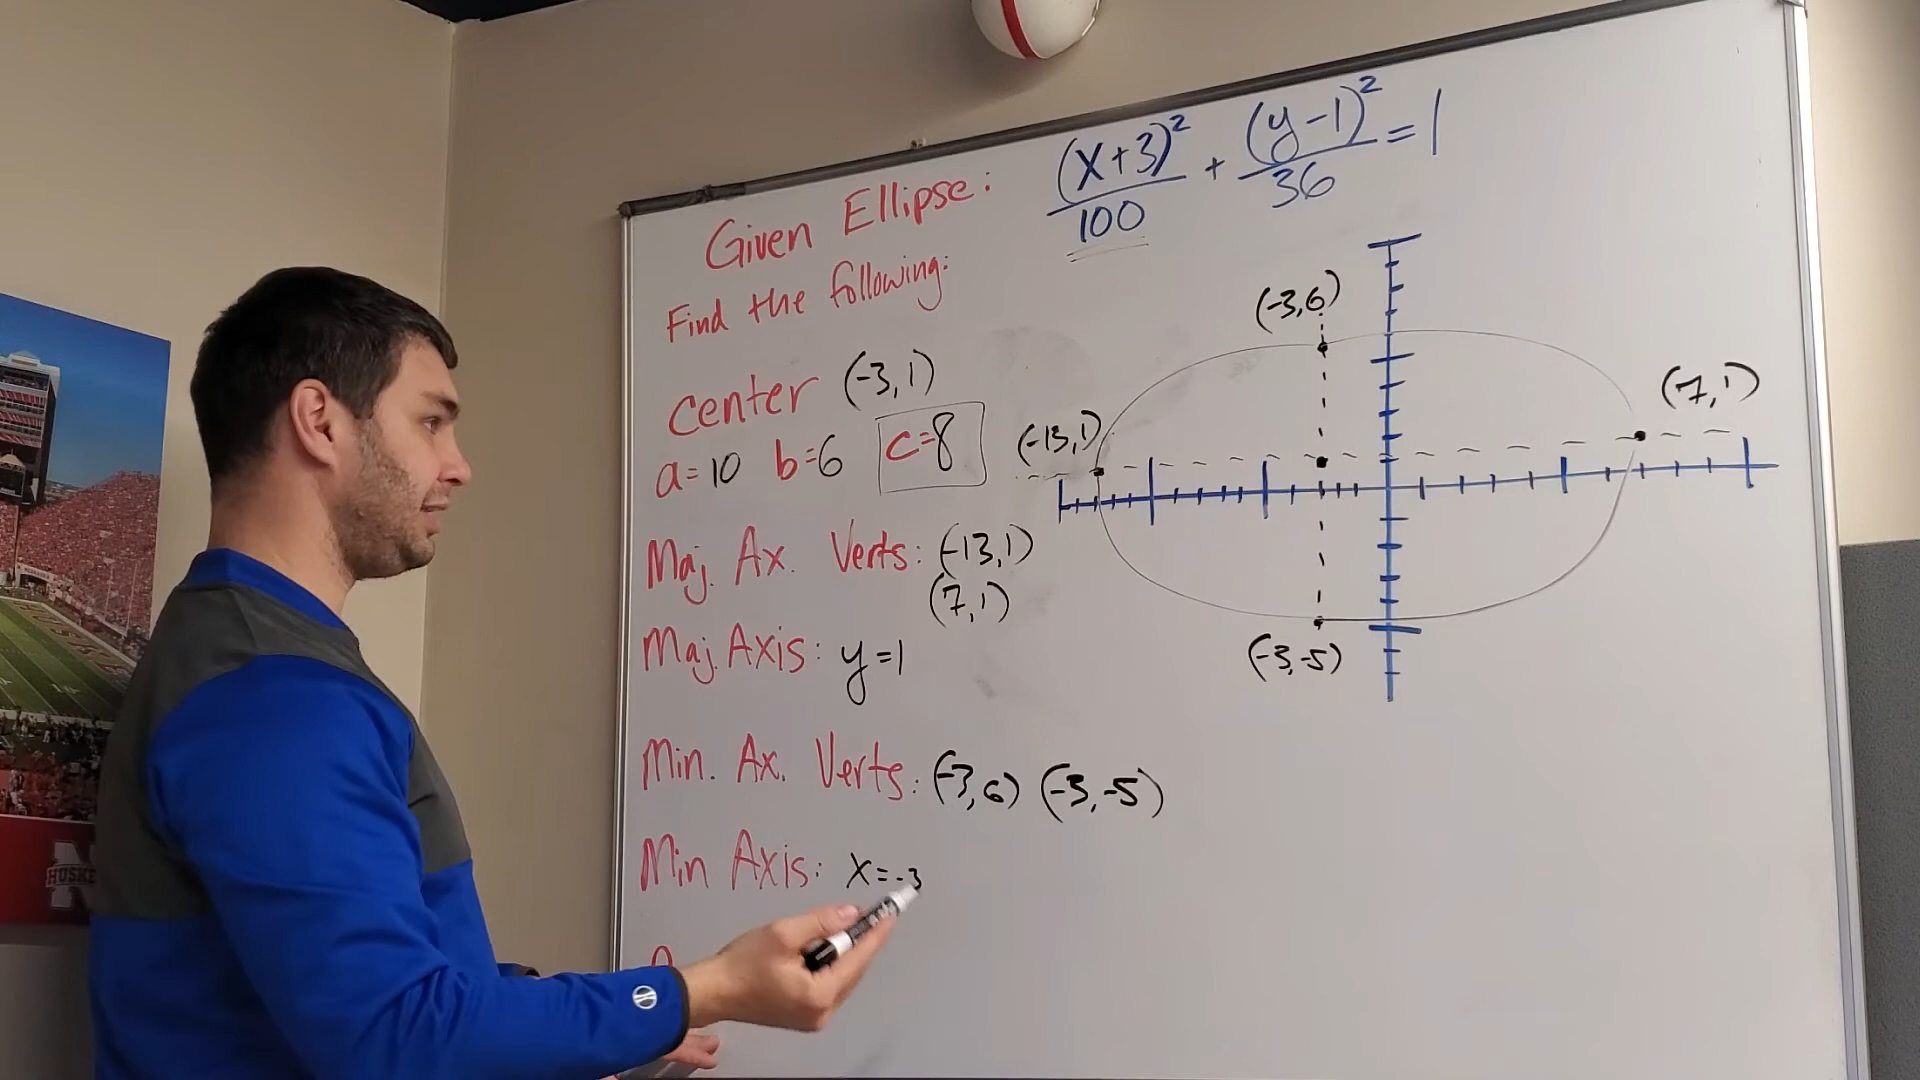 Given Ellipse: (x+3)²/100 + (y-1)²/36 = 1
Find the following:
center (-3,1)
a=10 b=6 c=8
Maj. Ax. Verts: (-13,1)
(7,1)
Maj. Axis: y=1
Min. Ax. Verts: (-3,6) (-3,-5)
Min Axis: x=-3
(-3,6)
(7,1)
(-13,1)
(-3,-5)
N
HUSKE